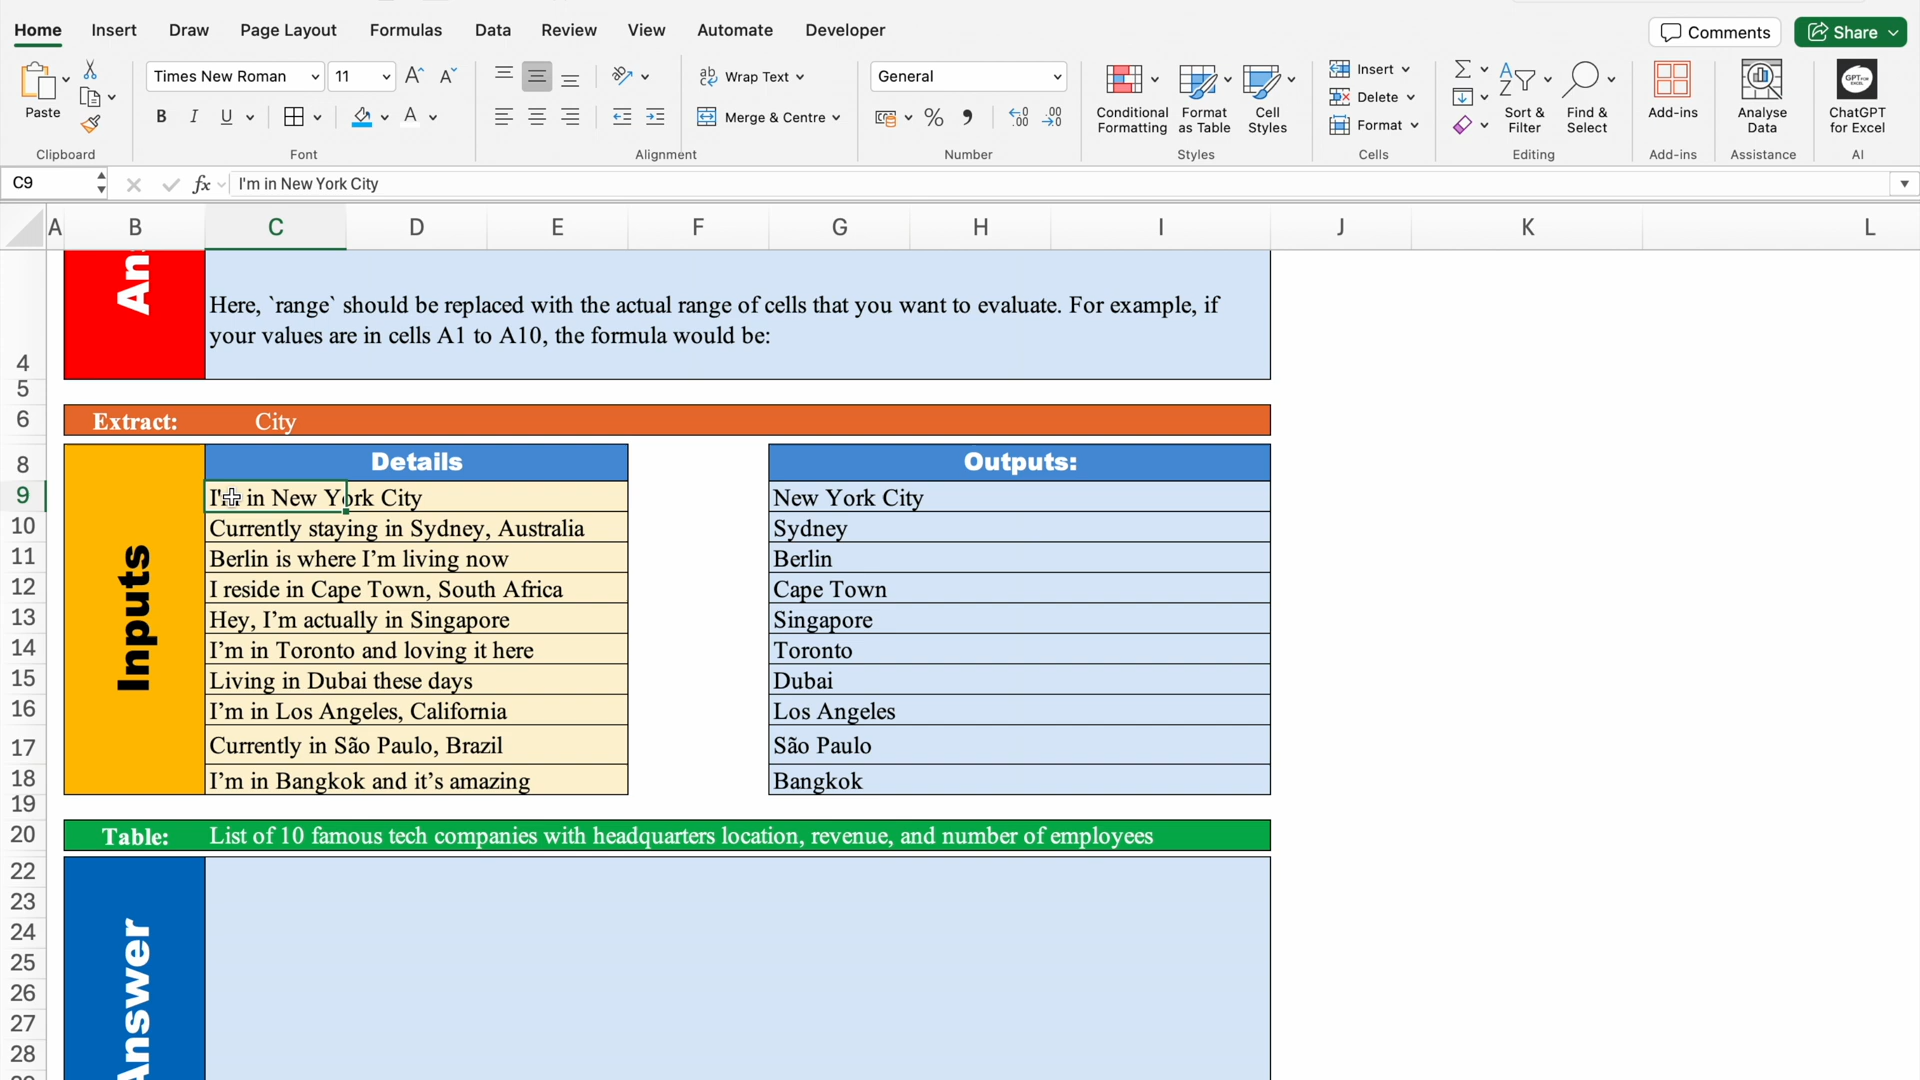 Home Insert Draw Page Layout Formulas Data Review View Automate Developer
Comments Share
Paste
Clipboard
Times New Roman 11
B I U A
Font
Wrap Text
Merge & Centre
Alignment
General
Number
Conditional Formatting
Format as Table
Cell Styles
Styles
Insert
Delete
Format
Cells
Sort & Filter
Find & Select
Editing
Add-ins
Add-ins
Analyse Data
Assistance
ChatGPT for Excel
AI
C9 fx I'm in New York City
A B C D E F G H I J K L
4
Here, `range` should be replaced with the actual range of cells that you want to evaluate. For example, if
your values are in cells A1 to A10, the formula would be:
5
6 Extract: City
8 Details Outputs:
Inputs
9 I'm in New York City New York City
10 Currently staying in Sydney, Australia Sydney
11 Berlin is where I’m living now Berlin
12 I reside in Cape Town, South Africa Cape Town
13 Hey, I’m actually in Singapore Singapore
14 I’m in Toronto and loving it here Toronto
15 Living in Dubai these days Dubai
16 I’m in Los Angeles, California Los Angeles
17 Currently in São Paulo, Brazil São Paulo
18 I’m in Bangkok and it’s amazing Bangkok
19
20 Table: List of 10 famous tech companies with headquarters location, revenue, and number of employees
22
23
24
25
26
27
28
Answer